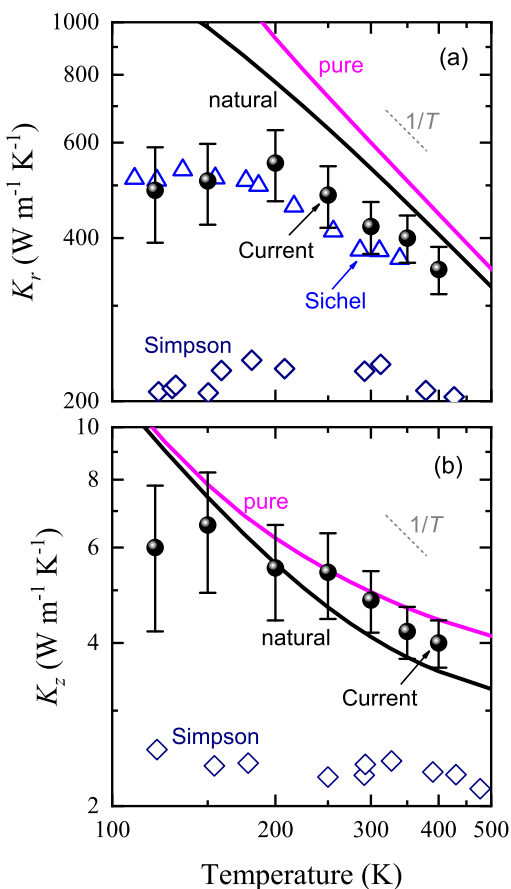 1000
(a)
pure
natural
1/T
800
600
400
200
K_r (W m⁻¹ K⁻¹)
Current
Sichel
Simpson
10
(b)
pure
1/T
8
6
4
2
K_z (W m⁻¹ K⁻¹)
natural
Current
Simpson
100 200 300 400 500
Temperature (K)